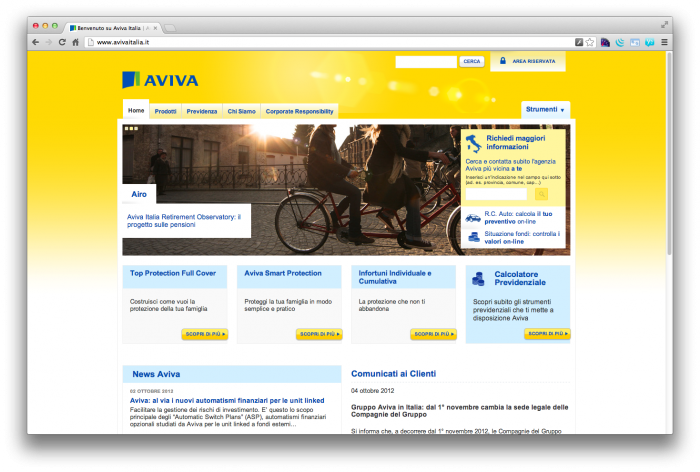 Benvenuto su Aviva Italia | A
www.avivaitalia.it
CERCA
AREA RISERVATA
AVIVA
Home
Prodotti
Previdenza
Chi Siamo
Corporate Responsibility
Strumenti
Airo
Aviva Italia Retirement Observatory: il
progetto sulle pensioni
Richiedi maggiori
informazioni
Cerca e contatta subito l'agenzia
Aviva più vicina a te
Inserisci un'indicazione nel campo qui sotto
(ad. es. provincia, comune, cap...)
R.C. Auto: calcola il tuo
preventivo on-line
Situazione fondi: controlla i
valori on-line
Top Protection Full Cover
Costruisci come vuoi la
protezione della tua famiglia
SCOPRI DI PIÙ
Aviva Smart Protection
Proteggi la tua famiglia in modo
semplice e pratico
SCOPRI DI PIÙ
Infortuni Individuale e
Cumulativa
La protezione che non ti
abbandona
SCOPRI DI PIÙ
Calcolatore
Previdenziale
Scopri subito gli strumenti
previdenziali che ti mette a
disposizione Aviva
SCOPRI DI PIÙ
News Aviva
02 OTTOBRE 2012
Aviva: al via i nuovi automatismi finanziari per le unit linked
Facilitare la gestione dei rischi di investimento. E' questo lo scopo
principale degi "Automatic Switch Plans" (ASP), automatismi finanziari
opzionali studiati da Aviva per le unit linked a fondi esterni...
Comunicati ai Clienti
04 ottobre 2012
Gruppo Aviva in Italia: dal 1° novembre cambia la sede legale delle
Compagnie del Gruppo
Si informa che, a decorrere dal 1° novembre 2012, le Compagnie del Gruppo